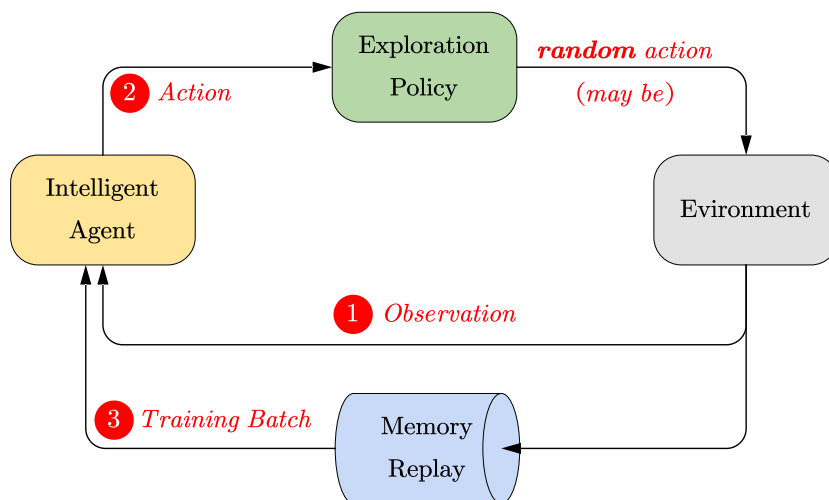 Exploration
Policy
random action
(may be)
2 Action
Intelligent
Agent
Evironment
1 Observation
3 Training Batch
Memory
Replay